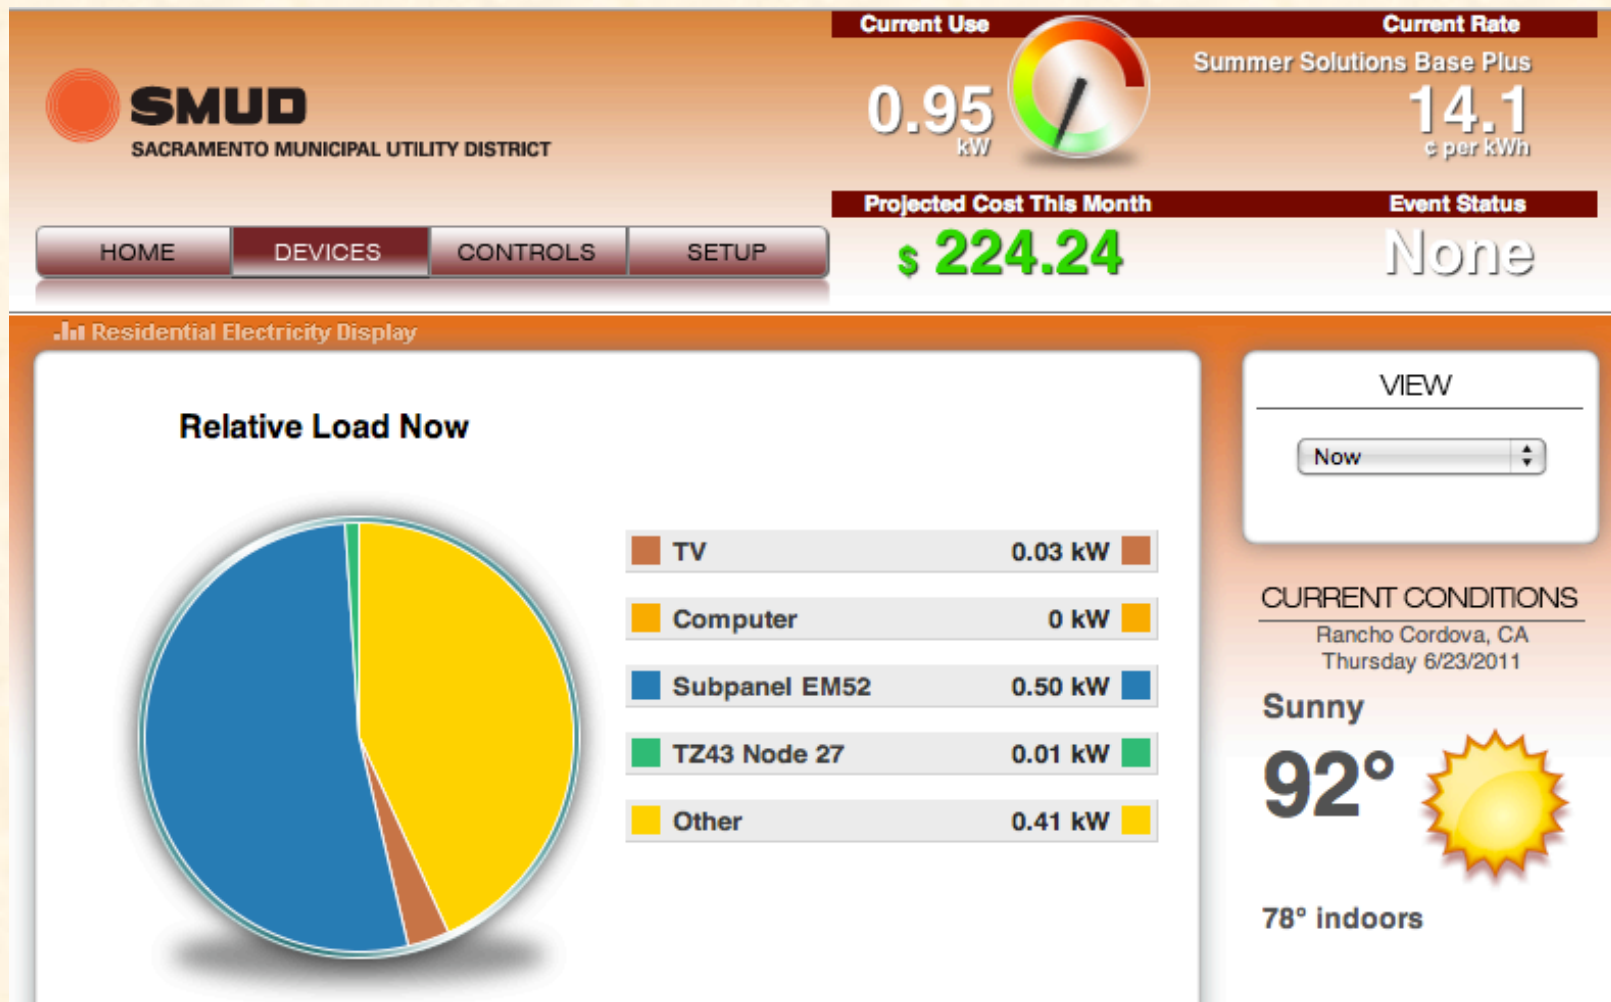 Current Use
Current Rate
SMUD
SACRAMENTO MUNICIPAL UTILITY DISTRICT
0.95
kW
Summer Solutions Base Plus
14.1
¢ per kWh
Projected Cost This Month
Event Status
$ 224.24
None
HOME
DEVICES
CONTROLS
SETUP
Residential Electricity Display
Relative Load Now
TV 0.03 kW
Computer 0 kW
Subpanel EM52 0.50 kW
TZ43 Node 27 0.01 kW
Other 0.41 kW
VIEW
Now
CURRENT CONDITIONS
Rancho Cordova, CA
Thursday 6/23/2011
Sunny
92°
78° indoors